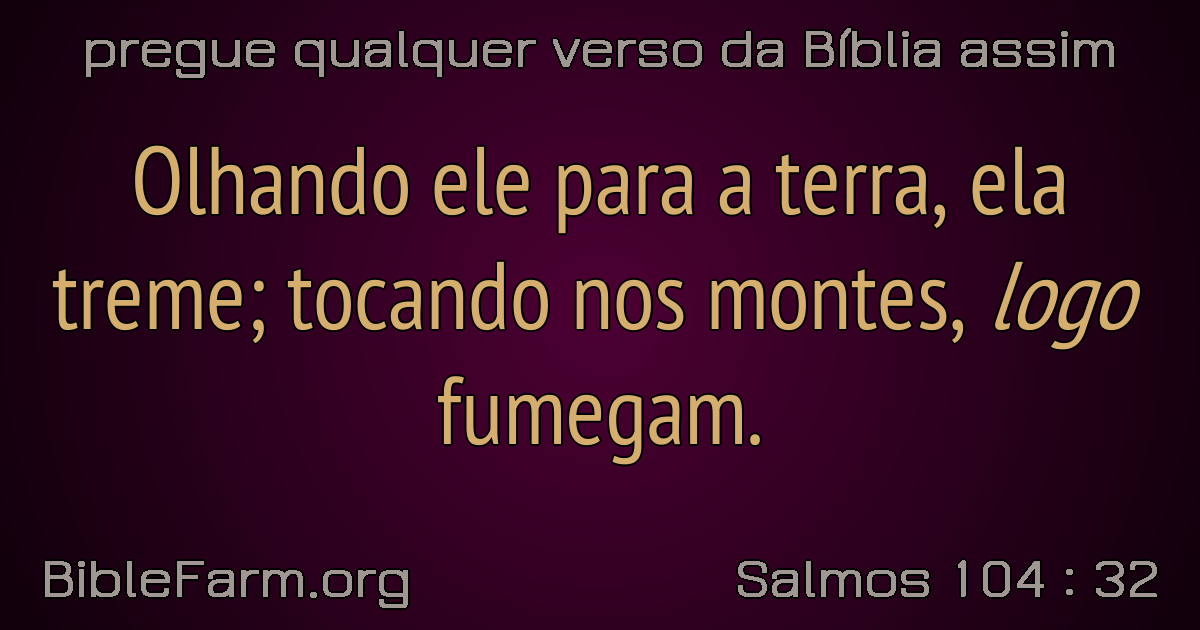 pregue qualquer verso da Bíblia assim
Olhando ele para a terra, ela
treme; tocando nos montes, logo
fumegam.
BibleFarm.org
Salmos 104 : 32